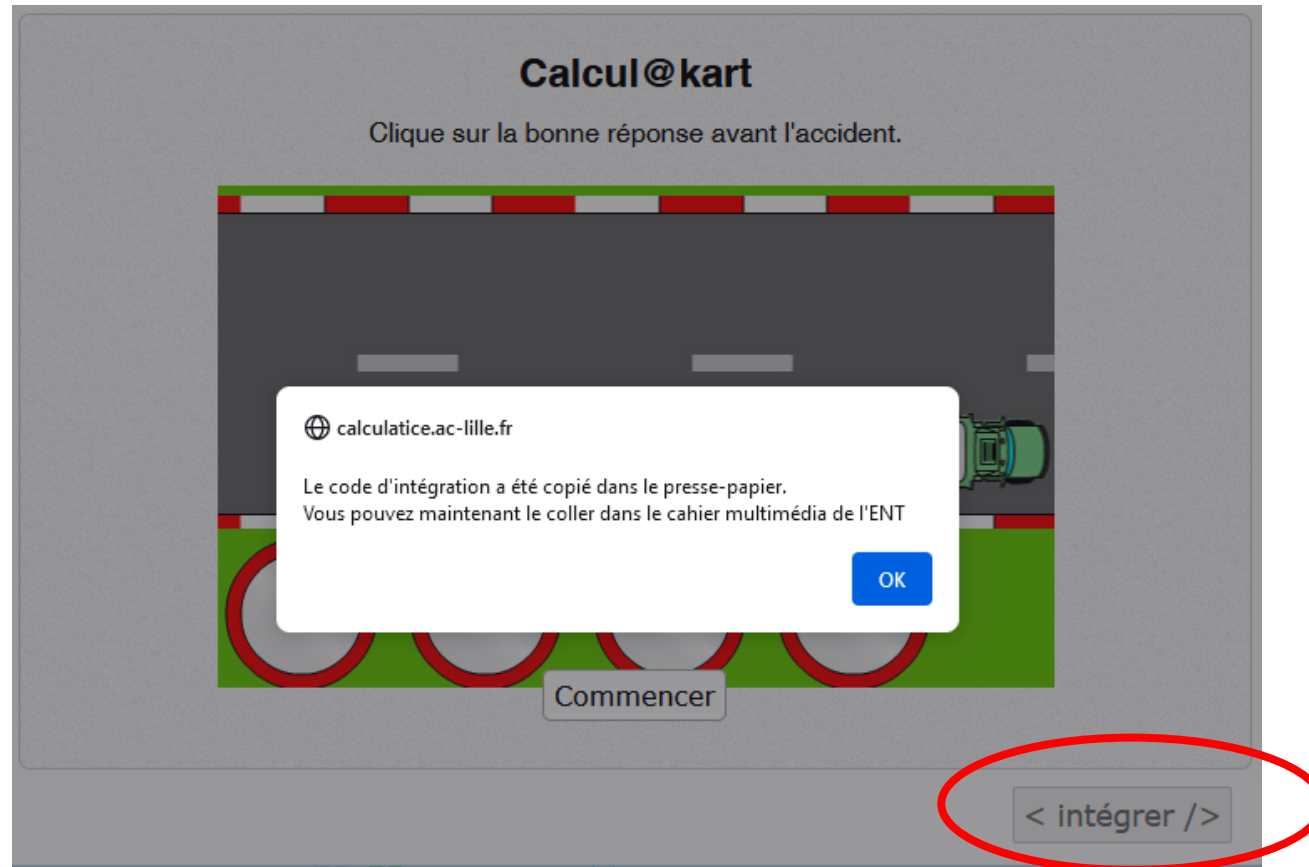 Calcul@kart
Clique sur la bonne réponse avant l'accident.
calculatice.ac-lille.fr
Le code d'intégration a été copié dans le presse-papier.
Vous pouvez maintenant le coller dans le cahier multimédia de l'ENT
OK
Commencer
< intégrer />